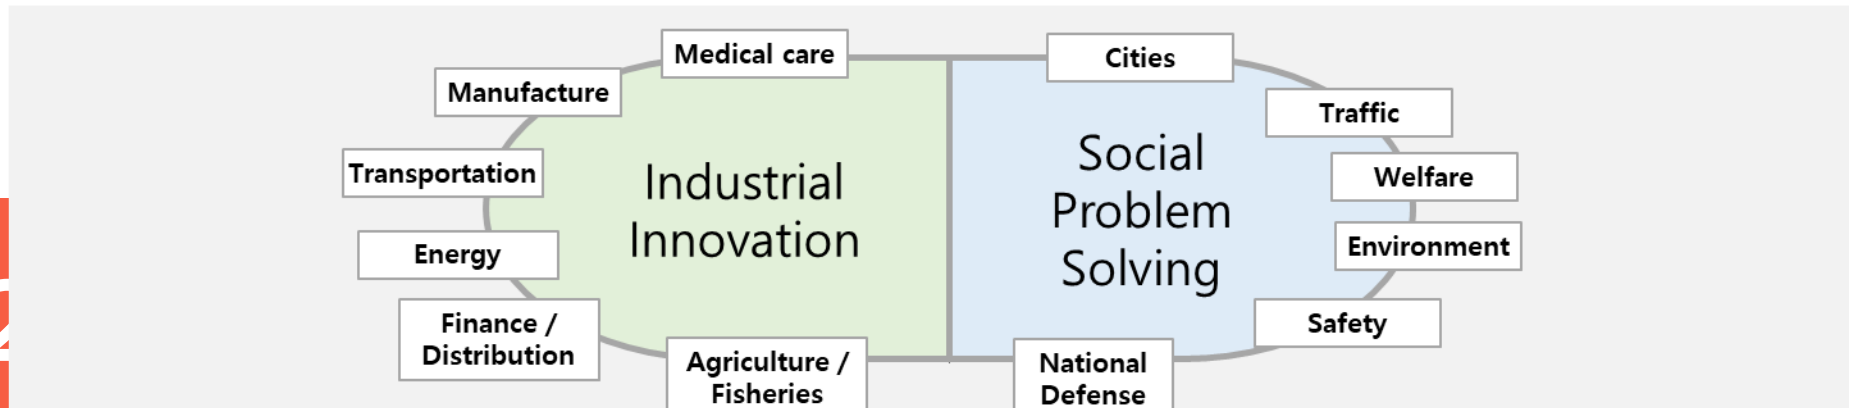 Medical care
Manufacture
Transportation
Energy
Finance /
Distribution
Agriculture /
Fisheries
Industrial
Innovation
Social
Problem
Solving
Cities
Traffic
Welfare
Environment
Safety
National
Defense